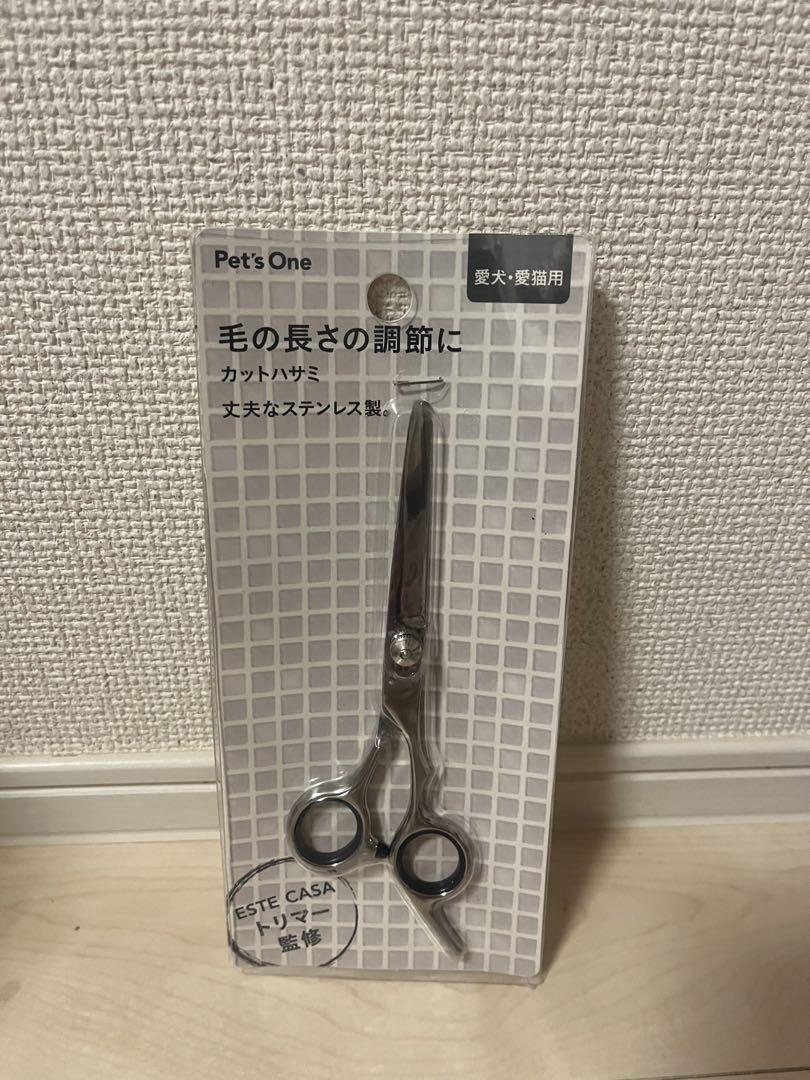 Pet's One
愛犬・愛猫用
毛の長さの調節に
カットハサミ
丈夫なステンレス製。
ESTE CASA
トリマー
監修